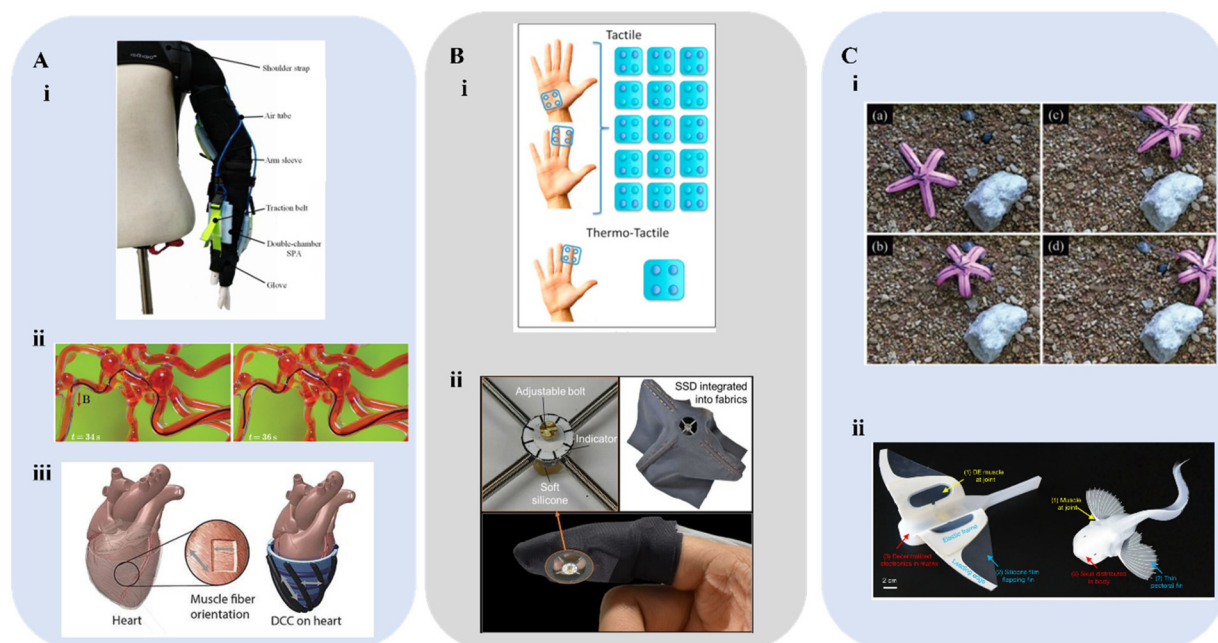 A
i
Shoulder strap
Air tube
Arm sleeve
Traction belt
Double-chamber
SPA
Glove
ii
B
t = 34 s
t = 36 s
iii
Muscle fiber
orientation
Heart
DCC on heart
B
i
Tactile
Thermo-Tactile
ii
Adjustable bolt
Indicator
Soft
silicone
SSD integrated
into fabrics
C
i
(a)
(c)
(b)
(d)
ii
(1) DE muscle
at joint
Elastic frame
Leading edge
(3) Decentralized
electronics in matrix
(2) Silicone film
flapping fin
2 cm
(1) Muscle
at joint
(3) Skull distributed
in body
(2) Thin
pectoral fin